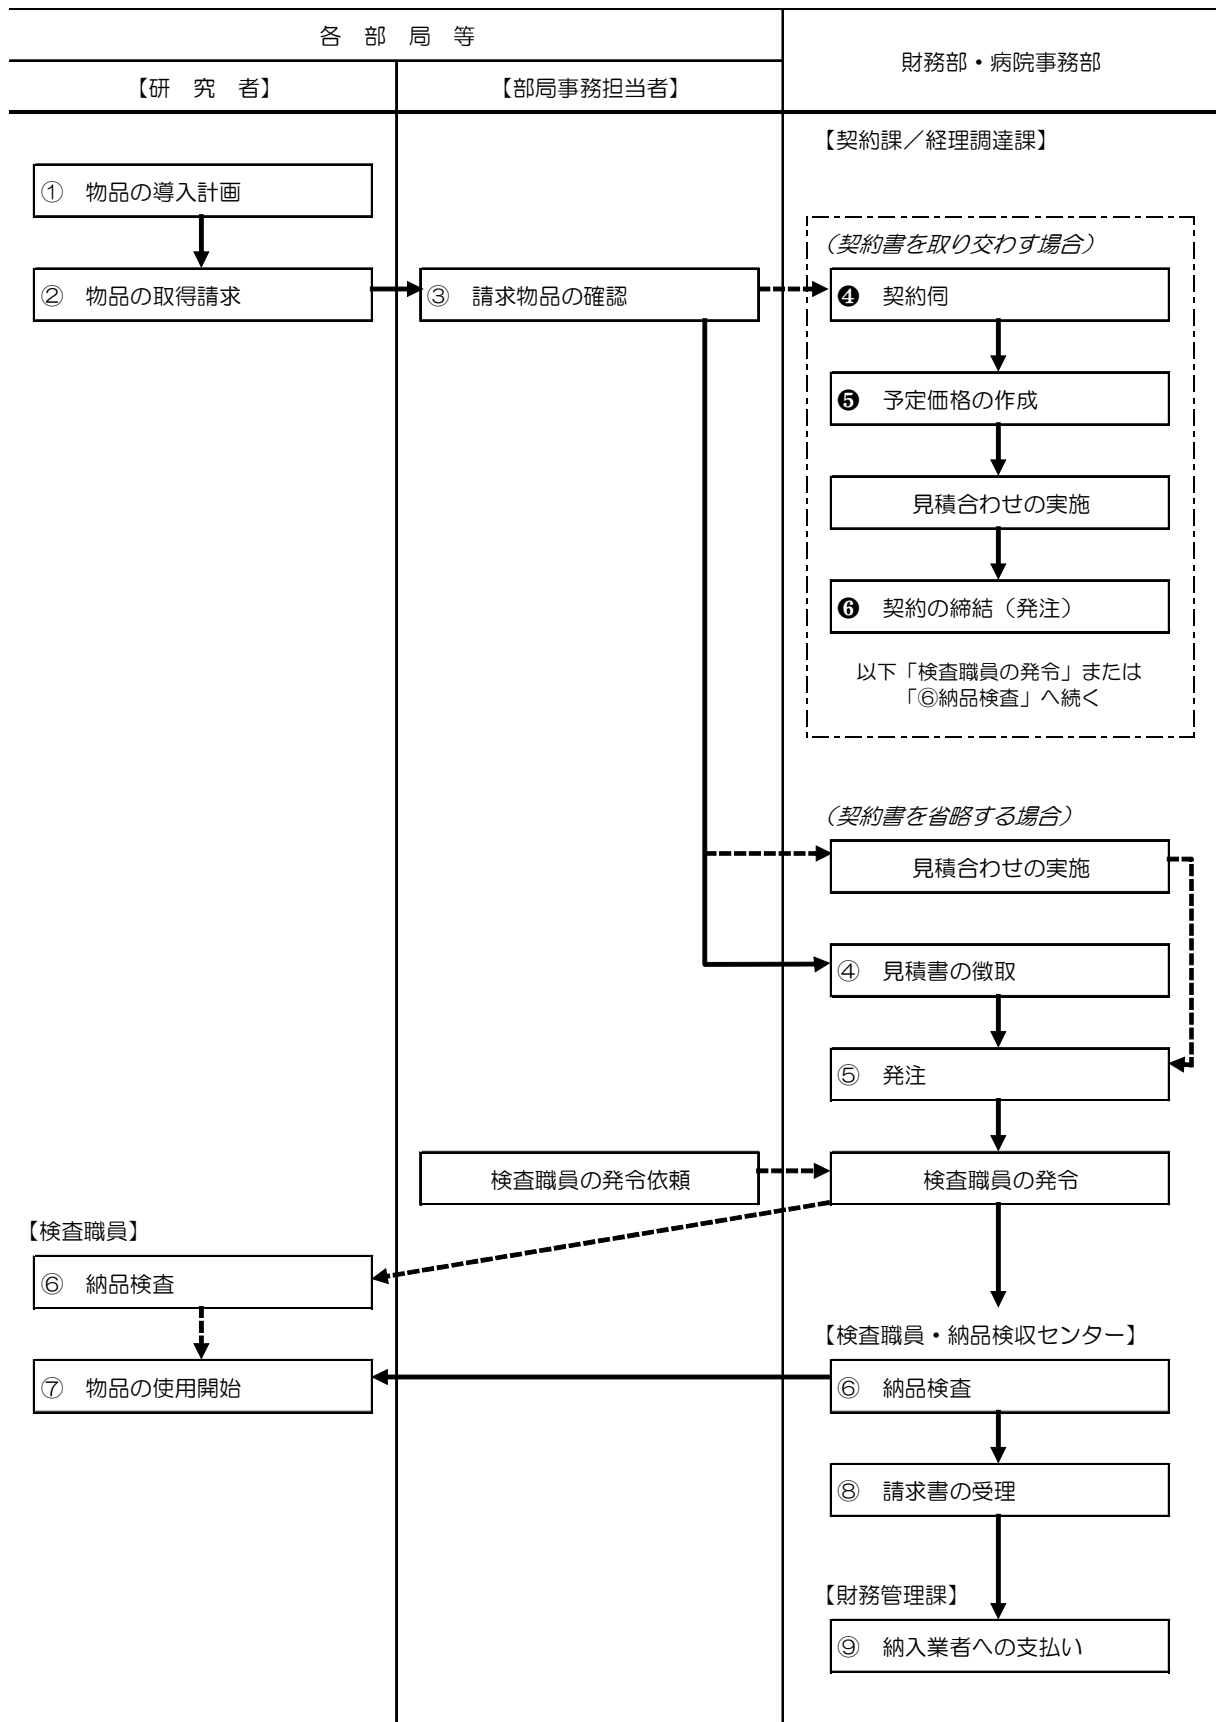 各　部　局　等
財務部・病院事務部
【研　究　者】
【部局事務担当者】
【契約課／経理調達課】
①　物品の導入計画
（契約書を取り交わす場合）
②　物品の取得請求
③　請求物品の確認
❹　契約伺
❺　予定価格の作成
見積合わせの実施
❻　契約の締結（発注）
以下「検査職員の発令」または
「⑥納品検査」へ続く
（契約書を省略する場合）
見積合わせの実施
④　見積書の徴取
⑤　発注
検査職員の発令依頼
検査職員の発令
【検査職員】
⑥　納品検査
【検査職員・納品検収センター】
⑦　物品の使用開始
⑥　納品検査
⑧　請求書の受理
【財務管理課】
⑨　納入業者への支払い